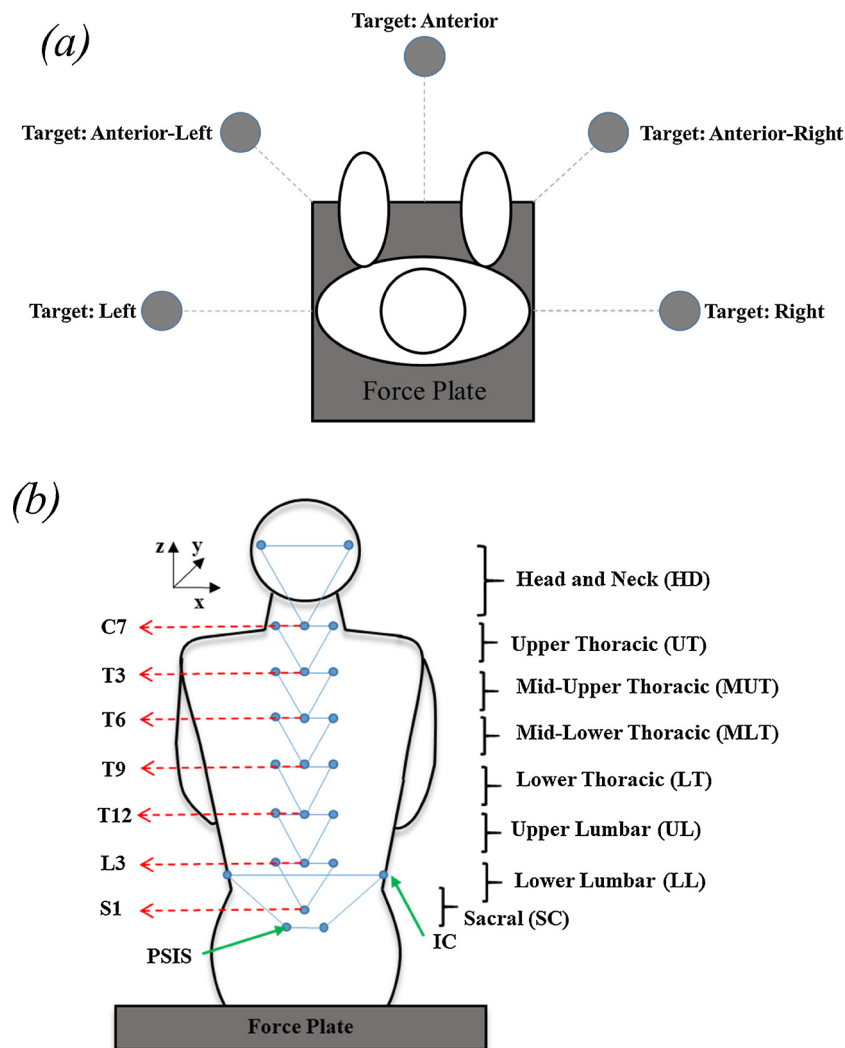 (a)
Target: Anterior
Target: Anterior-Left
Target: Anterior-Right
Target: Left
Target: Right
Force Plate
(b)
z
y
x
Head and Neck (HD)
C7
Upper Thoracic (UT)
T3
Mid-Upper Thoracic (MUT)
T6
Mid-Lower Thoracic (MLT)
T9
Lower Thoracic (LT)
T12
Upper Lumbar (UL)
L3
Lower Lumbar (LL)
S1
Sacral (SC)
IC
PSIS
Force Plate